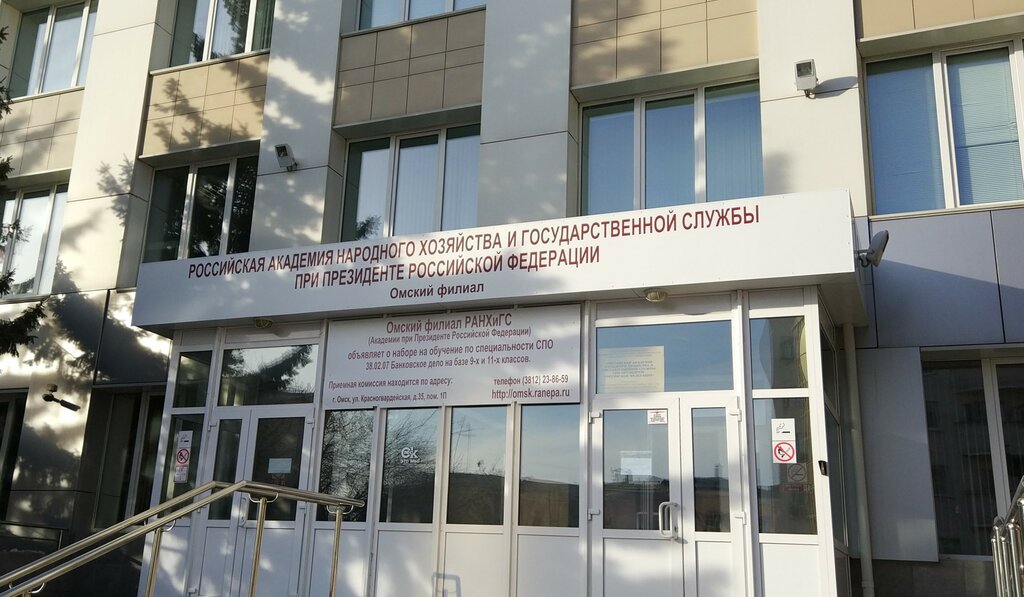 РОССИЙСКАЯ АКАДЕМИЯ НАРОДНОГО ХОЗЯЙСТВА И ГОСУДАРСТВЕННОЙ СЛУЖБЫ
ПРИ ПРЕЗИДЕНТЕ РОССИЙСКОЙ ФЕДЕРАЦИИ
Омский филиал
Омский филиал РАНХиГС
(Академии при Президенте Российской Федерации)
объявляет о наборе на обучение по специальности СПО
38.02.07 Банковское дело на базе 9-х и 11-х классов.
Приемная комиссия находится по адресу:
г. Омск, ул. Красногвардейская, д.35, пом. 1П
телефон (3812) 23-86-59
http://omsk.ranepa.ru